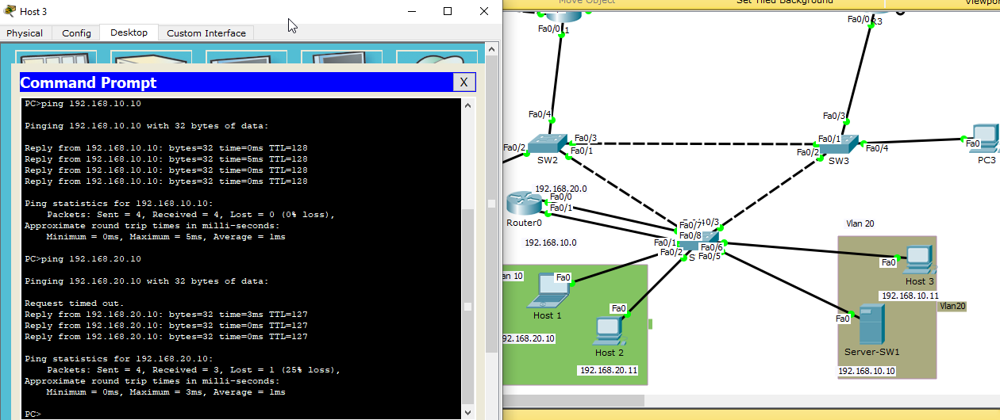 Host 3
Physical Config Desktop Custom Interface
Command Prompt
X
PC>ping 192.168.10.10
Pinging 192.168.10.10 with 32 bytes of data:
Reply from 192.168.10.10: bytes=32 time=0ms TTL=128
Reply from 192.168.10.10: bytes=32 time=5ms TTL=128
Reply from 192.168.10.10: bytes=32 time=0ms TTL=128
Reply from 192.168.10.10: bytes=32 time=0ms TTL=128
Ping statistics for 192.168.10.10:
Packets: Sent = 4, Received = 4, Lost = 0 (0% loss),
Approximate round trip times in milli-seconds:
Minimum = 0ms, Maximum = 5ms, Average = 1ms
PC>ping 192.168.20.10
Pinging 192.168.20.10 with 32 bytes of data:
Request timed out.
Reply from 192.168.20.10: bytes=32 time=3ms TTL=127
Reply from 192.168.20.10: bytes=32 time=0ms TTL=127
Reply from 192.168.20.10: bytes=32 time=0ms TTL=127
Ping statistics for 192.168.20.10:
Packets: Sent = 4, Received = 3, Lost = 1 (25% loss),
Approximate round trip times in milli-seconds:
Minimum = 0ms, Maximum = 3ms, Average = 1ms
PC>
Move Object
Set Tiled Background
Viewpor
Fa0/0
1
Fa0/0
R3
Fa0/4
Fa0/3
Fa0/2
Fa0/1
SW2
Fa0/3
Fa0/1
Fa0/2
Fa0/4
SW3
Fa0
PC3
192.168.20.0
Fa0/0
Fa0/1
Router0
192.168.10.0
Fa0/7
0/3
Fa0/8
Fa0/1
Fa0/6
Fa0/2
S
Fa0/5
Vlan 20
an 10
Fa0
Host 1
92.168.20.10
Fa0
Host 2
192.168.20.11
Fa0
Host 3
192.168.10.11
Vlan20
Fa0
Server-SW1
192.168.10.10